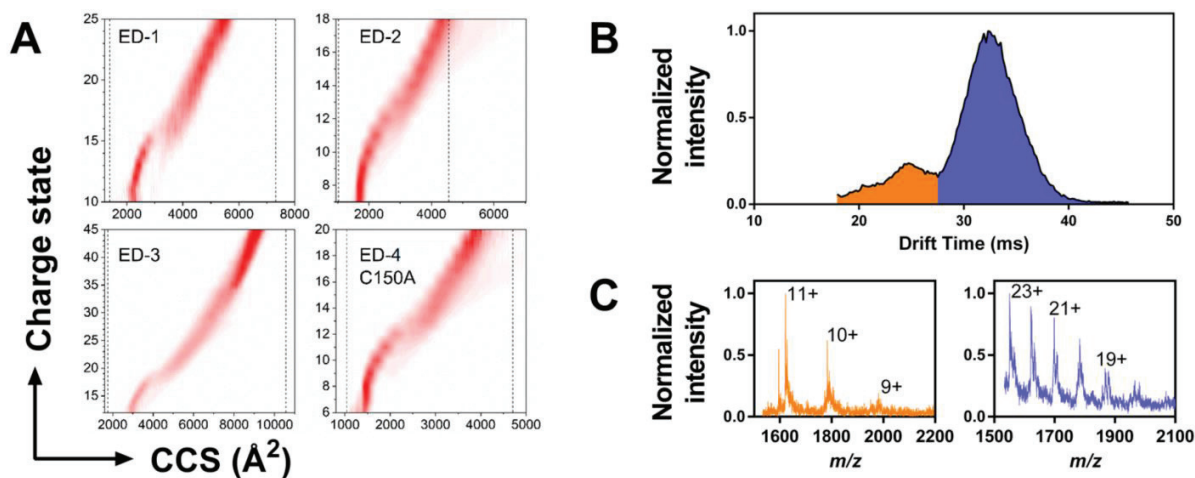 A
Charge state
CCS (Å²)
ED-1
25
20
15
10
2000 4000 6000 8000
ED-2
18
16
14
12
10
8
2000 4000 6000
ED-3
45
40
35
30
25
20
15
2000 4000 6000 8000 10000
ED-4
C150A
20
18
16
14
12
10
8
6
1000 2000 3000 4000 5000
B
Normalized
intensity
1.0
0.5
0.0
10 20 30 40 50
Drift Time (ms)
C
Normalized
intensity
1.0
0.5
0.0
11+
10+
9+
1600 1800 2000 2200
m/z
1.0
0.5
0.0
23+
21+
19+
1500 1700 1900 2100
m/z